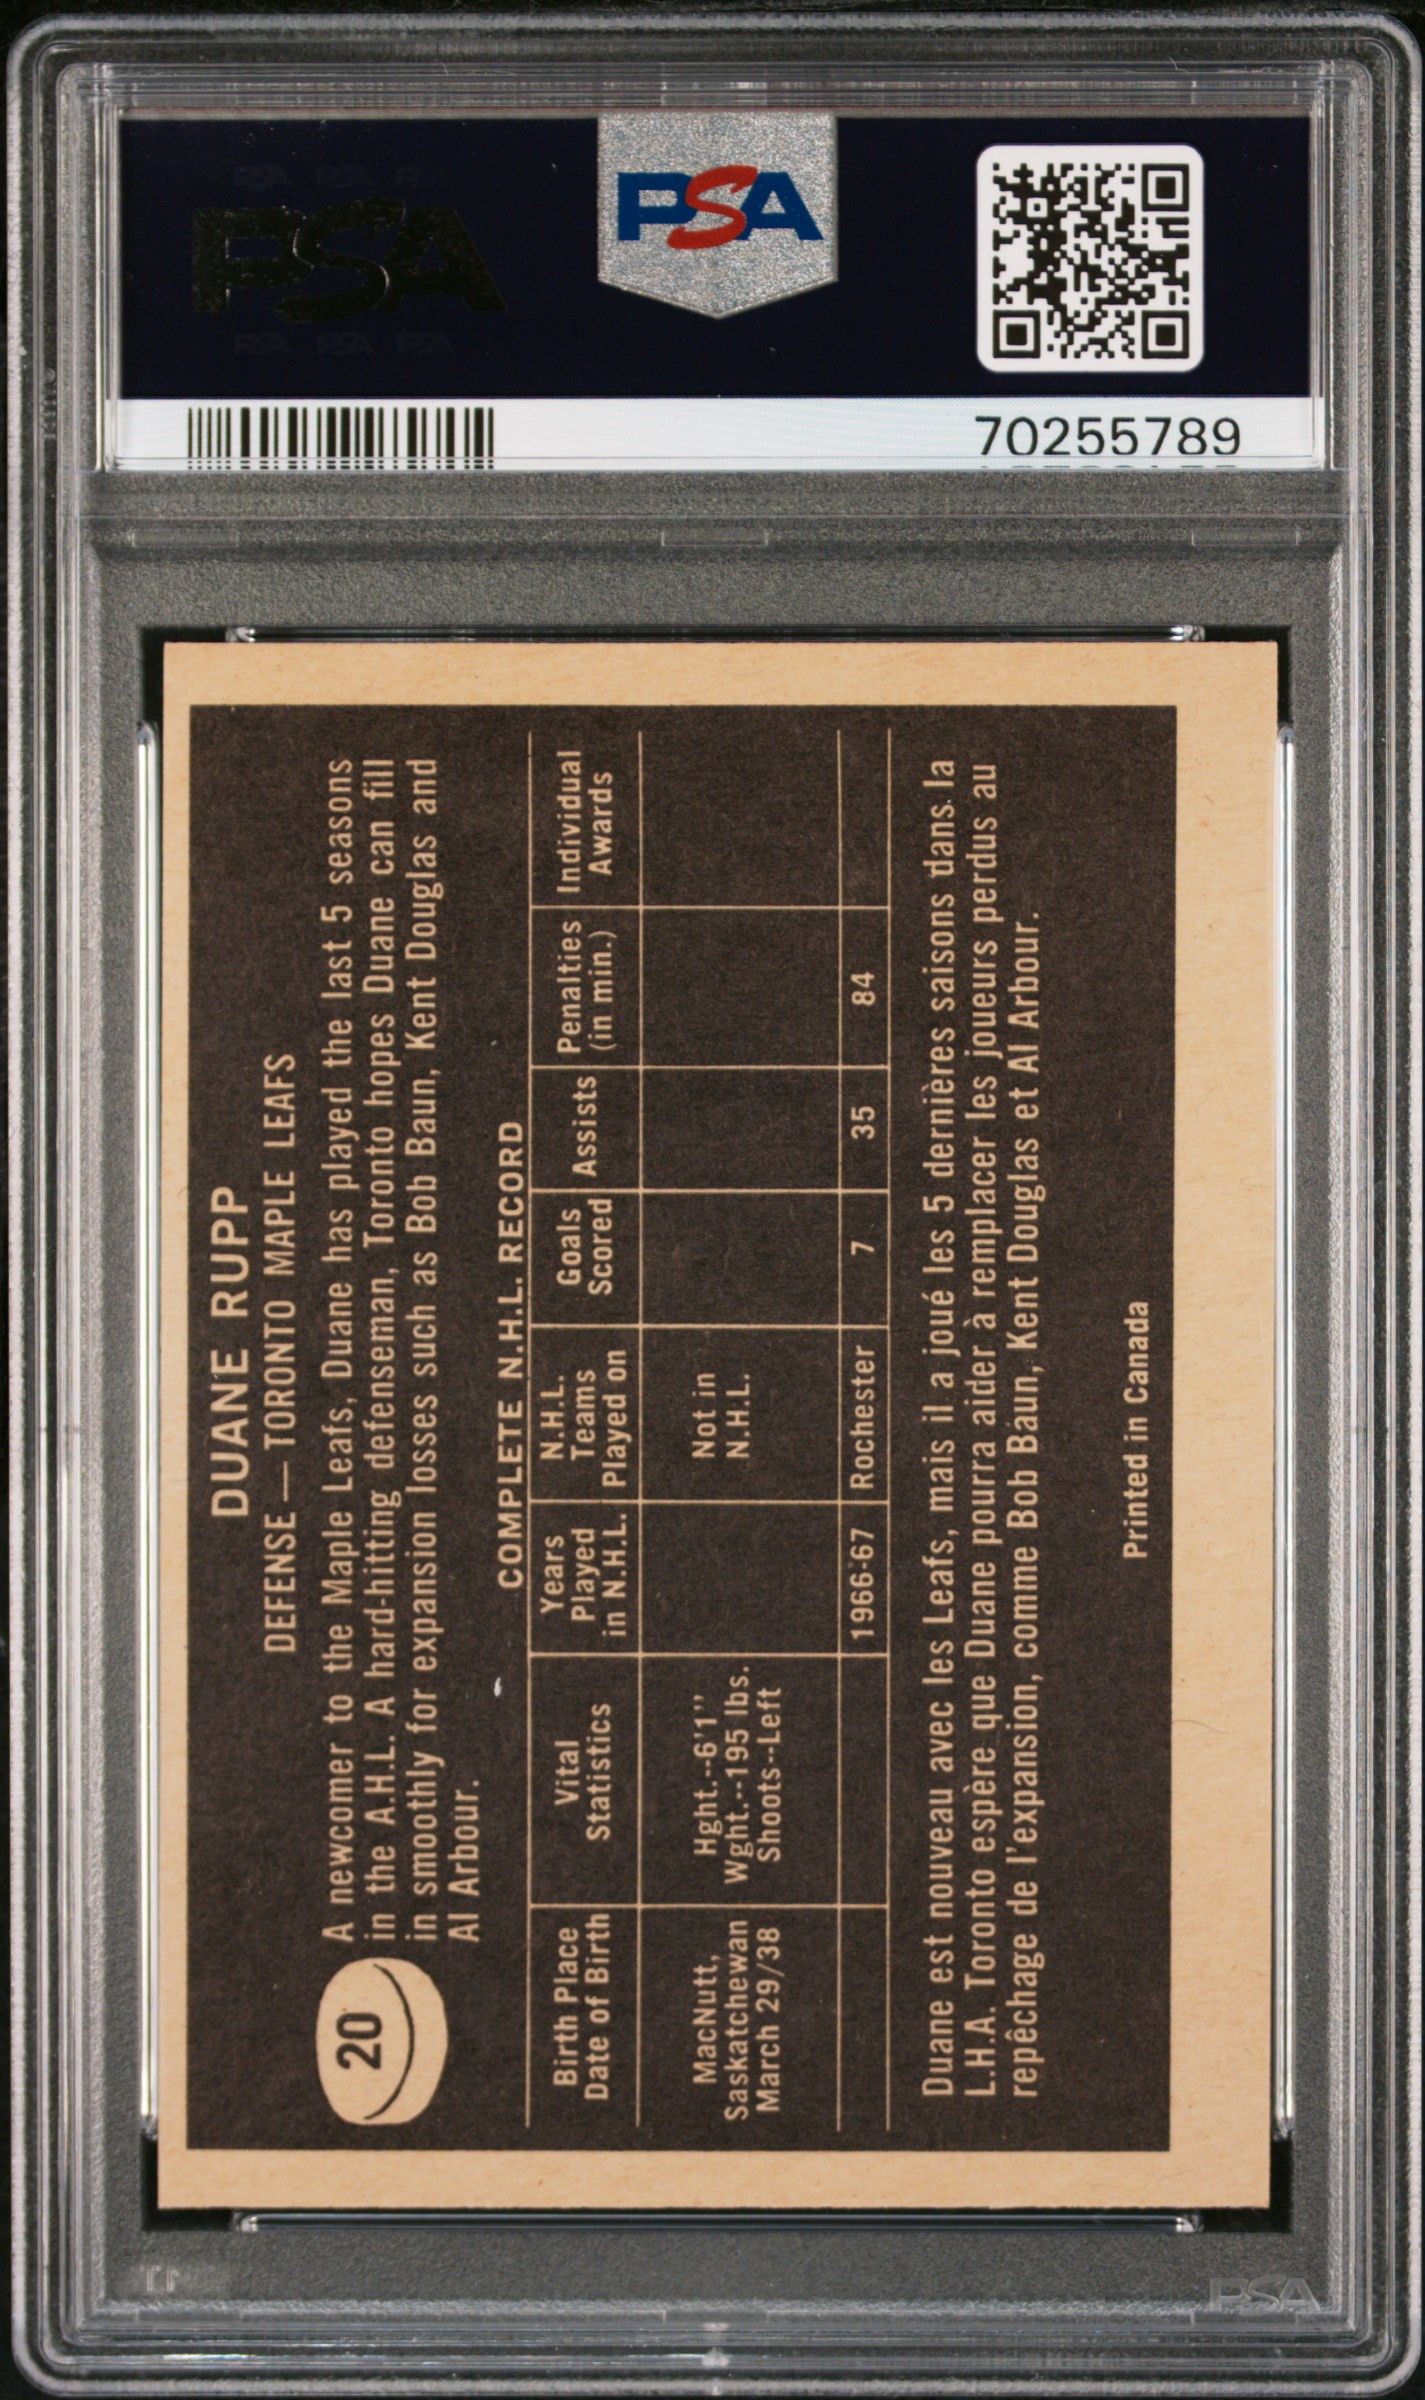 PSA
PSA
70255789
DUANE RUPP
DEFENSE — TORONTO MAPLE LEAFS
20
A newcomer to the Maple Leafs, Duane has played the last 5 seasons
in the A.H.L. A hard-hitting defenseman, Toronto hopes Duane can fill
in smoothly for expansion losses such as Bob Baun, Kent Douglas and
Al Arbour.
COMPLETE N.H.L. RECORD
Birth Place
Date of Birth
Vital
Statistics
Years
Played
in N.H.L.
N.H.L.
Teams
Played on
Goals
Scored
Assists
Penalties
(in min.)
Individual
Awards
MacNutt,
Saskatchewan
March 29/38
Hght.--6'1"
Wght.--195 lbs.
Shoots--Left
Not in
N.H.L.
1966-67 Rochester 7 35 84
Duane est nouveau avec les Leafs, mais il a joué les 5 dernières saisons dans la
L.H.A. Toronto espère que Duane pourra aider à remplacer les joueurs perdus au
repêchage de l'expansion, comme Bob Baun, Kent Douglas et Al Arbour.
Printed in Canada
PSA